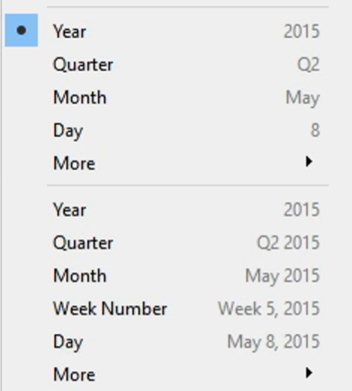 Year 2015
Quarter Q2
Month May
Day 8
More
Year 2015
Quarter Q2 2015
Month May 2015
Week Number Week 5, 2015
Day May 8, 2015
More